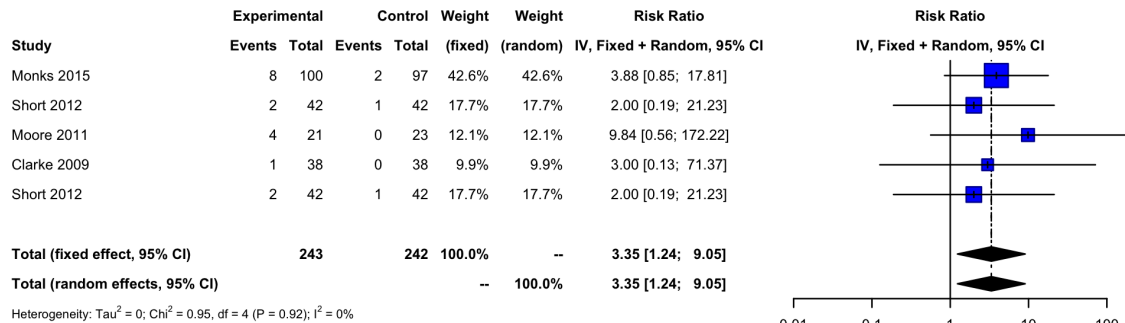 Experimental Control Weight Weight Risk Ratio Risk Ratio
Study Events Total Events Total (fixed) (random) IV, Fixed + Random, 95% CI IV, Fixed + Random, 95% CI
Monks 2015 8 100 2 97 42.6% 42.6% 3.88 [0.85; 17.81]
Short 2012 2 42 1 42 17.7% 17.7% 2.00 [0.19; 21.23]
Moore 2011 4 21 0 23 12.1% 12.1% 9.84 [0.56; 172.22]
Clarke 2009 1 38 0 38 9.9% 9.9% 3.00 [0.13; 71.37]
Short 2012 2 42 1 42 17.7% 17.7% 2.00 [0.19; 21.23]
Total (fixed effect, 95% CI) 243 242 100.0% -- 3.35 [1.24; 9.05]
Total (random effects, 95% CI) -- 100.0% 3.35 [1.24; 9.05]
Heterogeneity: Tau² = 0; Chi² = 0.95, df = 4 (P = 0.92); I² = 0%
0.01 0.1 1 10 100